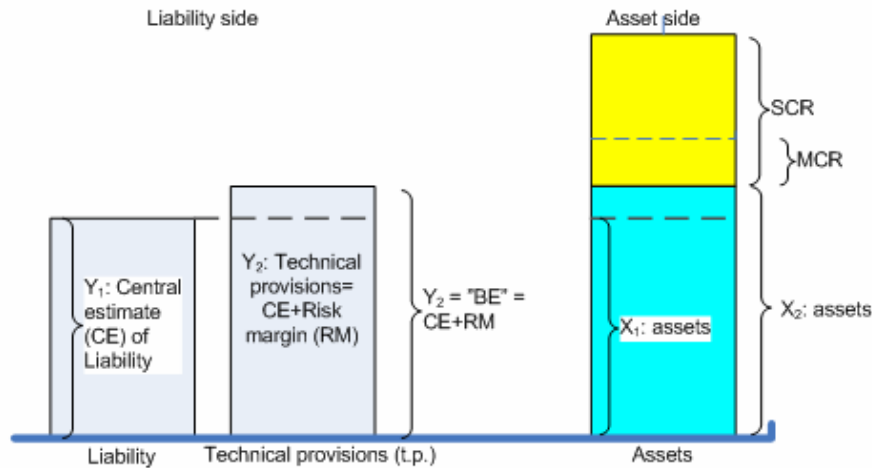 Liability side
Asset side
SCR
MCR
Y₁: Central
estimate
(CE) of
Liability
Y₂: Technical
provisions=
CE+Risk
margin (RM)
Y₂ = "BE" =
CE+RM
X₁: assets
X₂: assets
Liability
Technical provisions (t.p.)
Assets